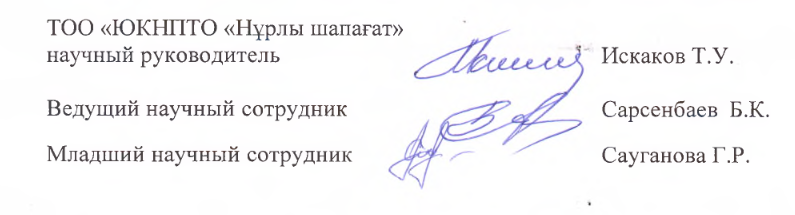 ТОО «ЮКНПТО «Нұрлы шапағат»
научный руководитель Искаков Т.У.
Ведущий научный сотрудник Сарсенбаев Б.К.
Младший научный сотрудник Сауганова Г.Р.